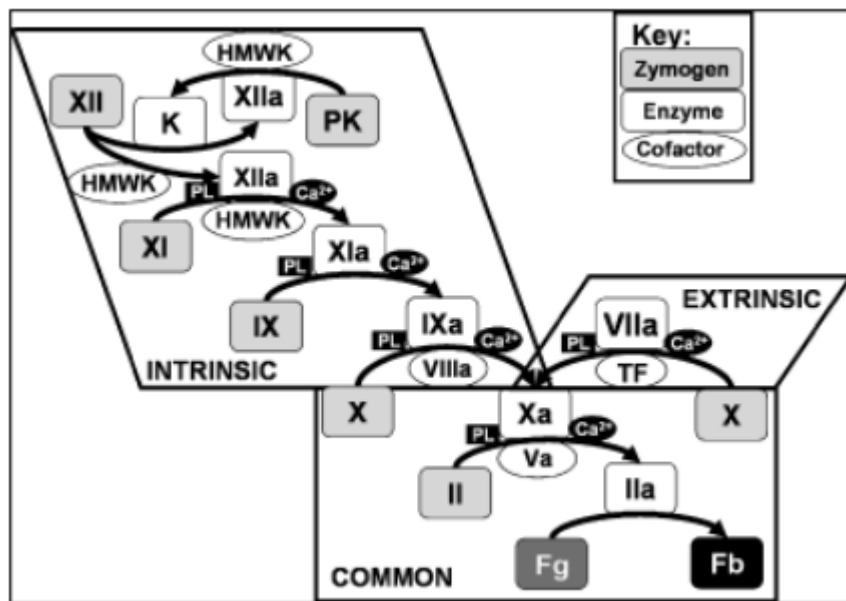 Key:
Zymogen
Enzyme
Cofactor
HMWK
XII
K
XIIa
PK
HMWK
XIIa
PL
Ca²⁺
HMWK
XI
XIa
PL
Ca²⁺
IX
IXa
PL
Ca²⁺
VIIIa
INTRINSIC
EXTRINSIC
VIIa
PL
Ca²⁺
TF
X
Xa
X
PL
Ca²⁺
Va
II
IIa
Fg
Fb
COMMON